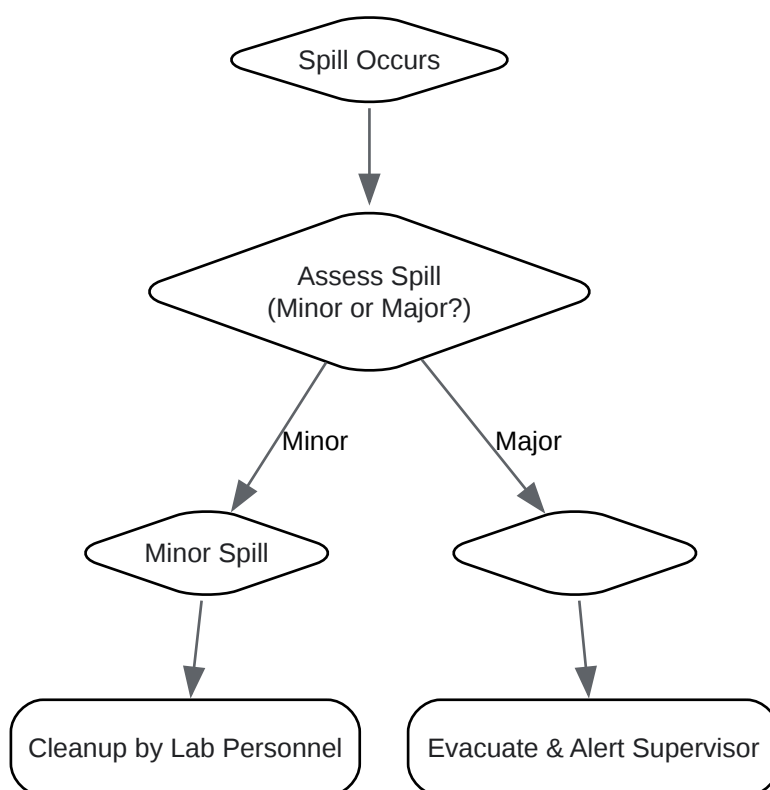 Spill Occurs
Assess Spill
(Minor or Major?)
Minor
Major
Minor Spill
Cleanup by Lab Personnel
Evacuate & Alert Supervisor